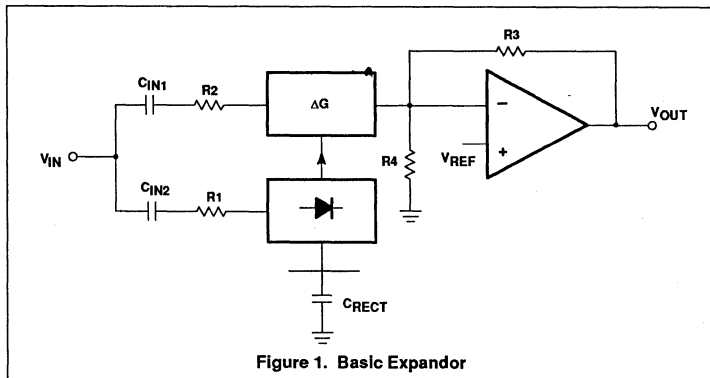 R3
CIN1
R2
ΔG
−
VOUT
VIN
R4
VREF
+
CIN2
R1
CRECT
Figure 1. Basic Expandor